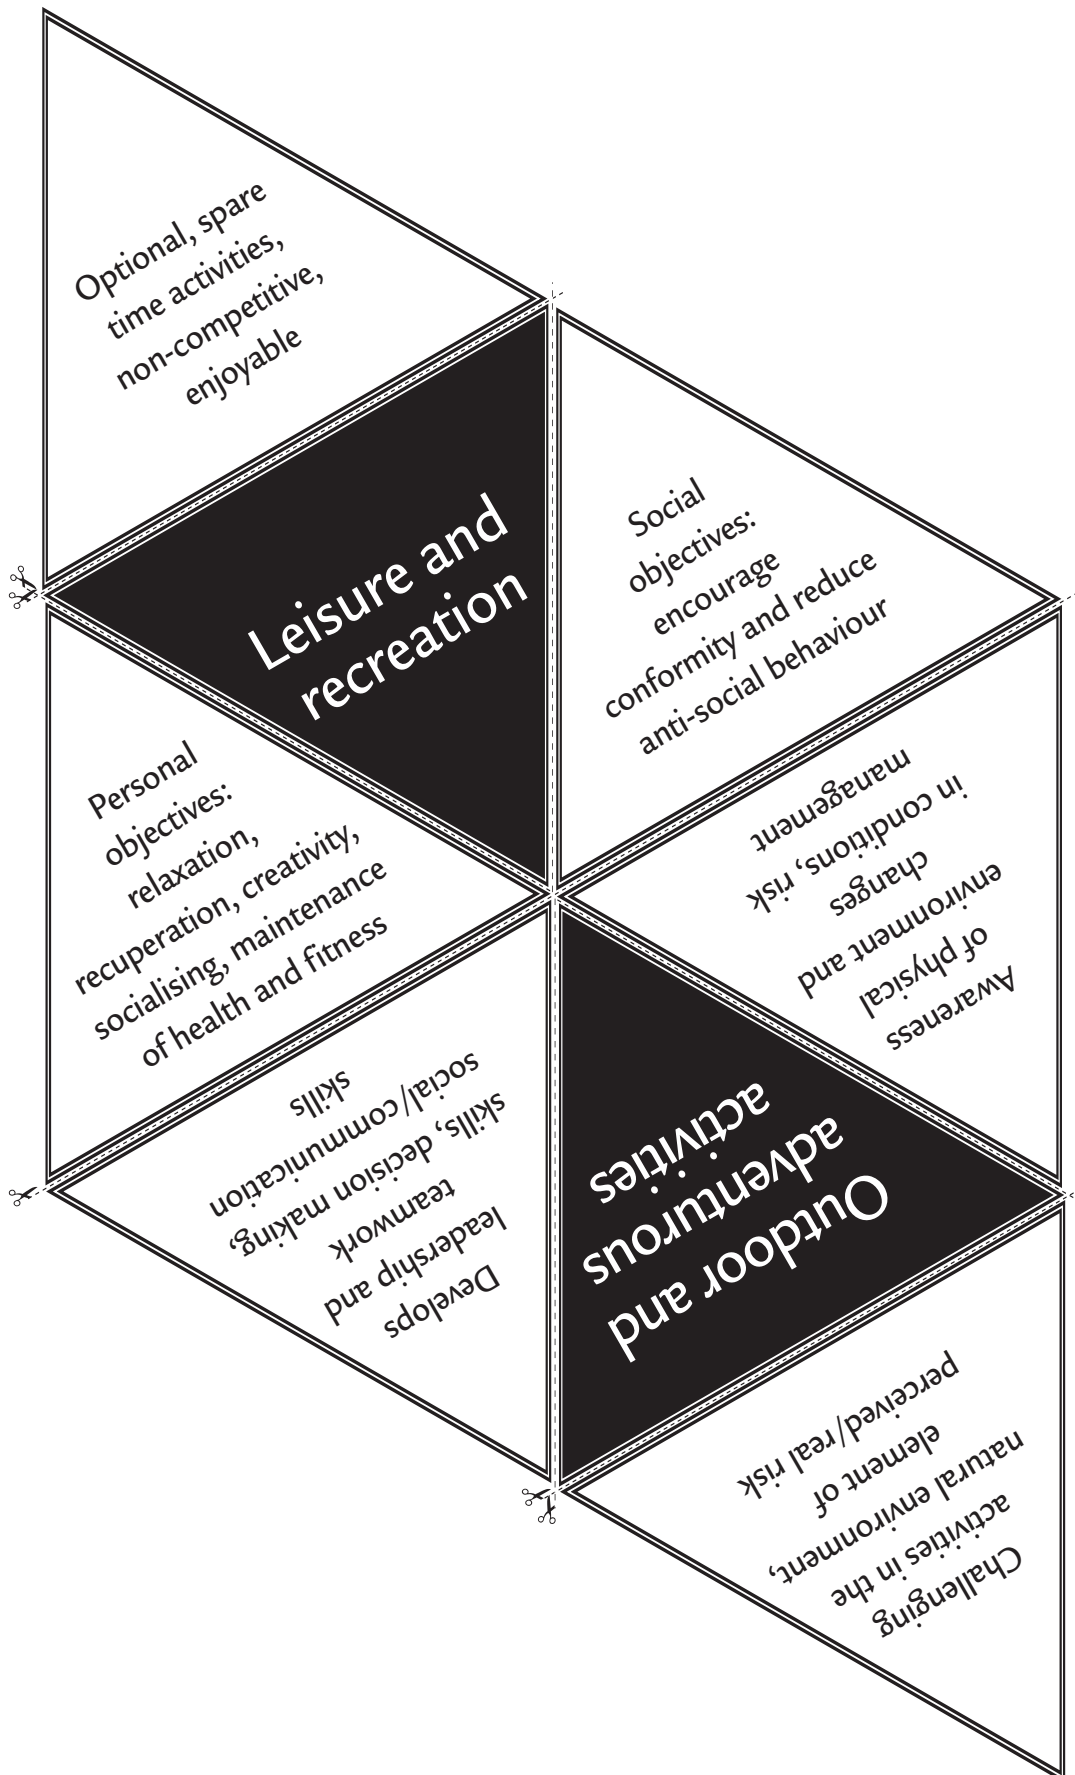 Optional, spare
time activities,
non-competitive,
enjoyable
Leisure and
recreation
Social
objectives:
encourage
conformity and reduce
anti-social behaviour
Personal
objectives:
relaxation,
recuperation, creativity,
socialising, maintenance
of health and fitness
Awareness
of physical
environment and
changes
in conditions, risk
management
Develops
leadership and
teamwork
skills, decision making,
social/communication
skills
Outdoor and
adventurous
activities
Challenging
activities in the
natural environment,
element of
perceived/real risk